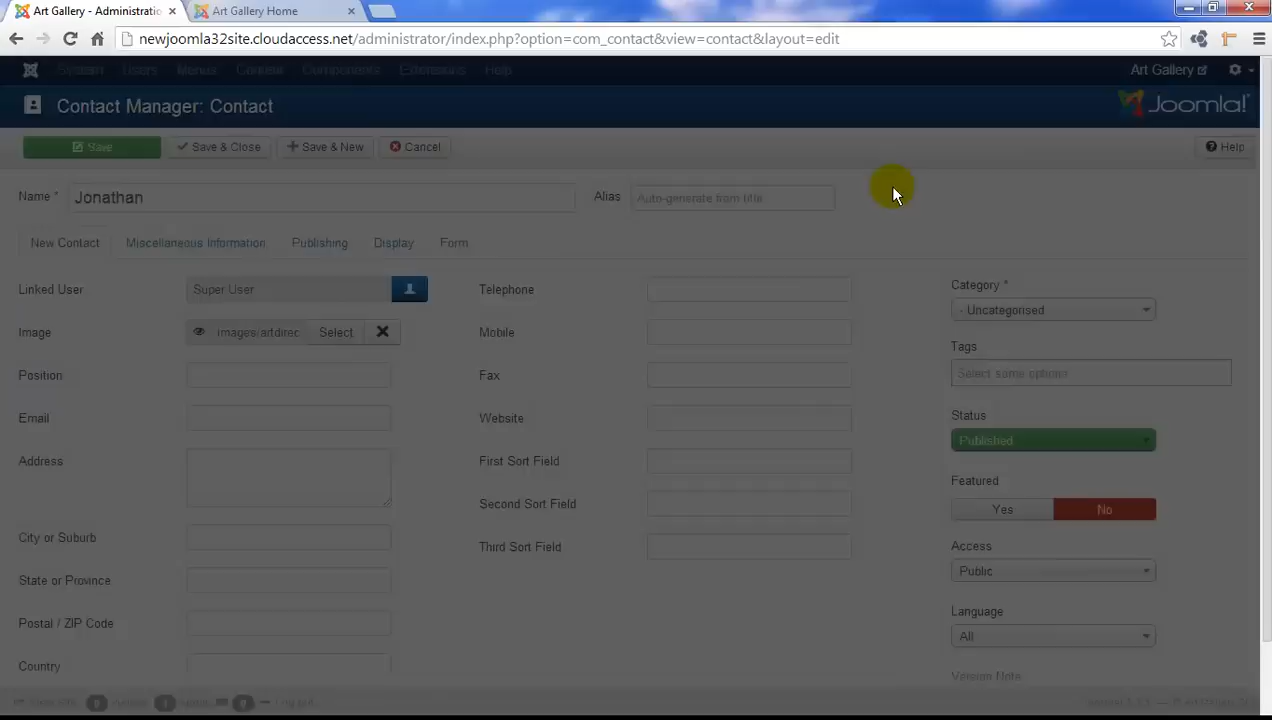 Art Gallery - Administratio
Art Gallery Home
newjoomla32site.cloudaccess.net/administrator/index.php?option=com_contact&view=contact&layout=edit
System Users Menus Content Components Extensions Help
Art Gallery
Contact Manager: Contact
Joomla!
Save
Save & Close
Save & New
Cancel
Help
Name *
Jonathan
Alias
Auto-generate from title
New Contact
Miscellaneous Information
Publishing
Display
Form
Linked User
Super User
Image
images/artdirec
Select
Position
Email
Address
City or Suburb
State or Province
Postal / ZIP Code
Country
Telephone
Mobile
Fax
Website
First Sort Field
Second Sort Field
Third Sort Field
Category *
- Uncategorised
Tags
Select some options
Status
Published
Featured
Yes
No
Access
Public
Language
All
Version Note